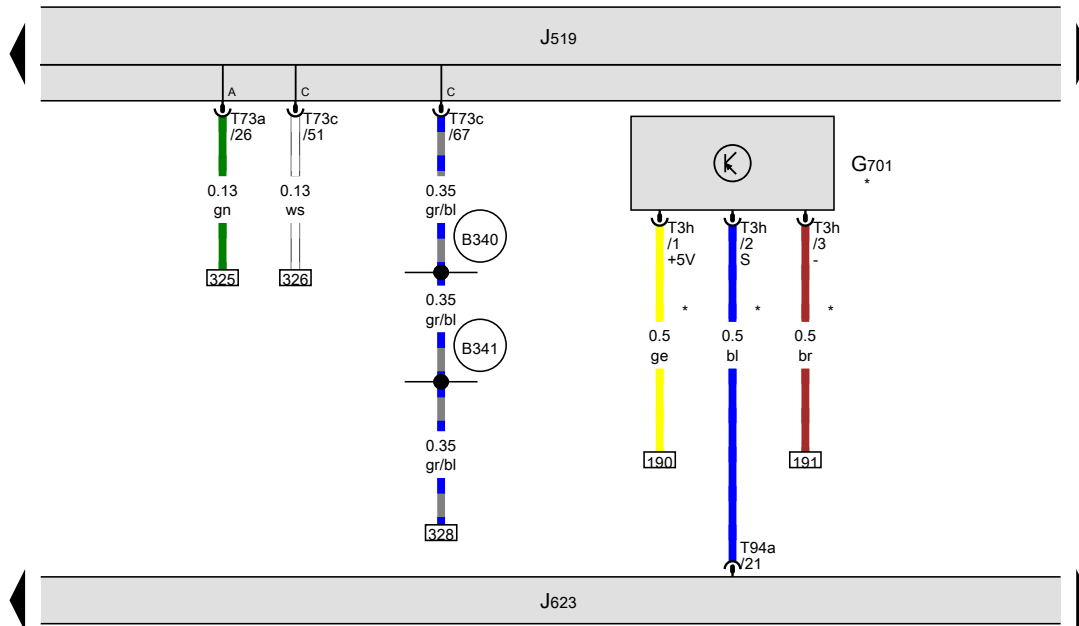 J519
A
C
C
T73a
/26
T73c
/51
T73c
/67
G701
*
0.13
gn
0.13
ws
0.35
gr/bl
B340
T3h
/1
+5V
T3h
/2
S
T3h
/3
-
325
326
0.35
gr/bl
B341
*
*
*
0.5
ge
0.5
bl
0.5
br
0.35
gr/bl
190
191
328
T94a
/21
J623